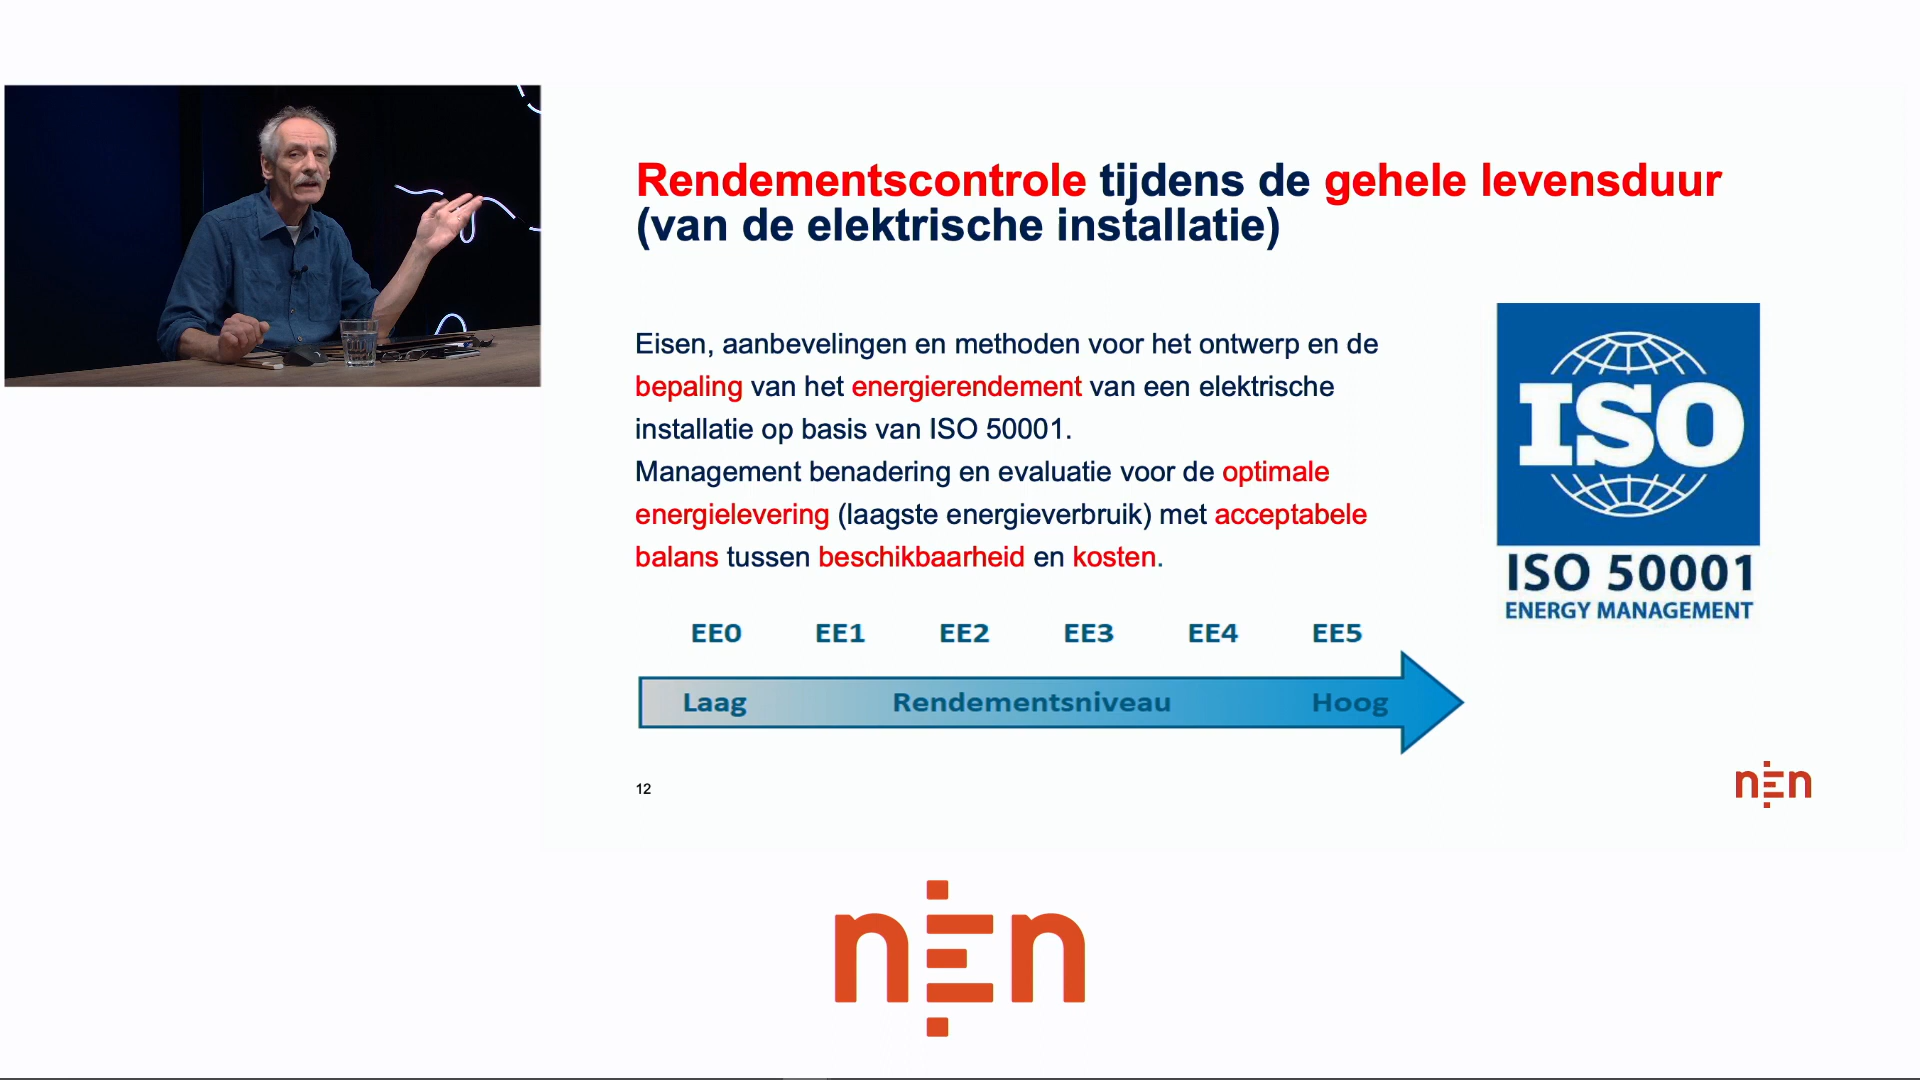 Rendementscontrole tijdens de gehele levensduur
(van de elektrische installatie)
Eisen, aanbevelingen en methoden voor het ontwerp en de
bepaling van het energierendement van een elektrische
installatie op basis van ISO 50001.
Management benadering en evaluatie voor de optimale
energielevering (laagste energieverbruik) met acceptabele
balans tussen beschikbaarheid en kosten.
ISO
ISO 50001
ENERGY MANAGEMENT
EE0 EE1 EE2 EE3 EE4 EE5
Laag Rendementsniveau Hoog
12
nEn
nEn